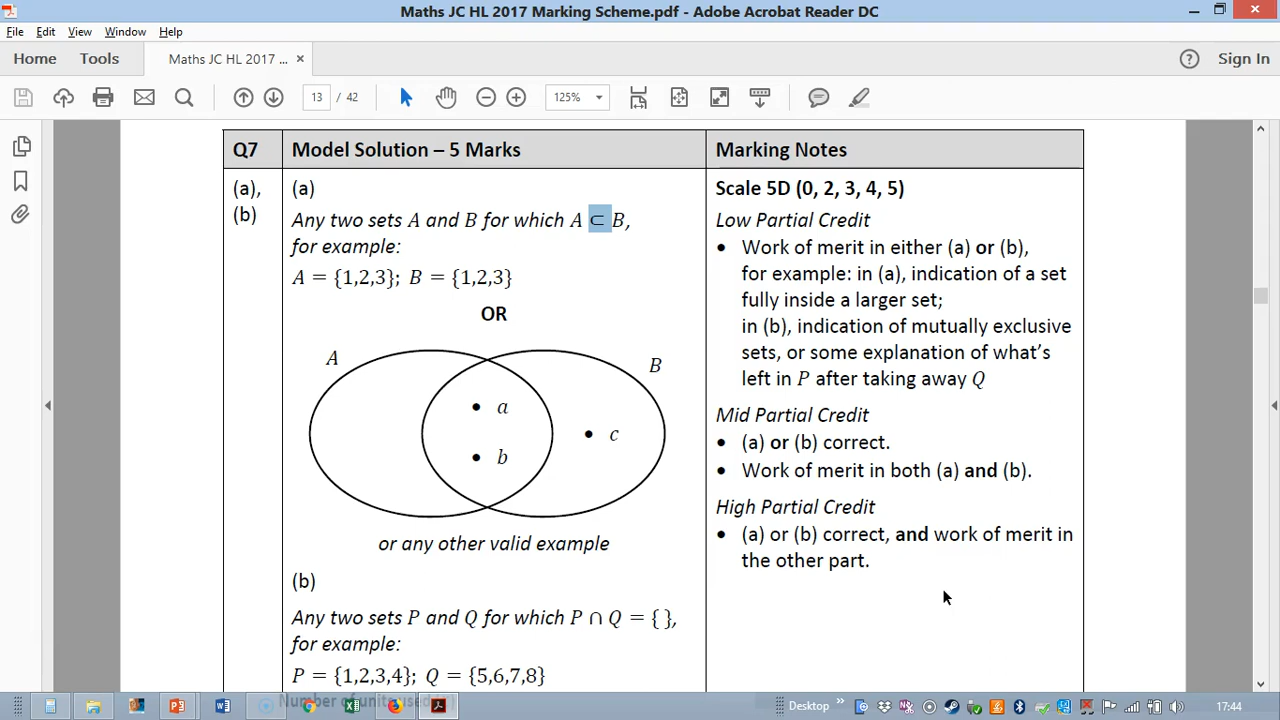 Maths JC HL 2017 Marking Scheme.pdf - Adobe Acrobat Reader DC
File Edit View Window Help
Home Tools Maths JC HL 2017 ... × Sign In
13 / 42 125%
Q7 Model Solution – 5 Marks Marking Notes
(a),
(b)
(a)
Any two sets A and B for which A ⊂ B,
for example:
A = {1,2,3}; B = {1,2,3}
OR
A
B
a
c
b
or any other valid example
(b)
Any two sets P and Q for which P ∩ Q = { },
for example:
P = {1,2,3,4}; Q = {5,6,7,8}
Scale 5D (0, 2, 3, 4, 5)
Low Partial Credit
• Work of merit in either (a) or (b),
for example: in (a), indication of a set
fully inside a larger set;
in (b), indication of mutually exclusive
sets, or some explanation of what's
left in P after taking away Q
Mid Partial Credit
• (a) or (b) correct.
• Work of merit in both (a) and (b).
High Partial Credit
• (a) or (b) correct, and work of merit in
the other part.
Desktop » 17:44